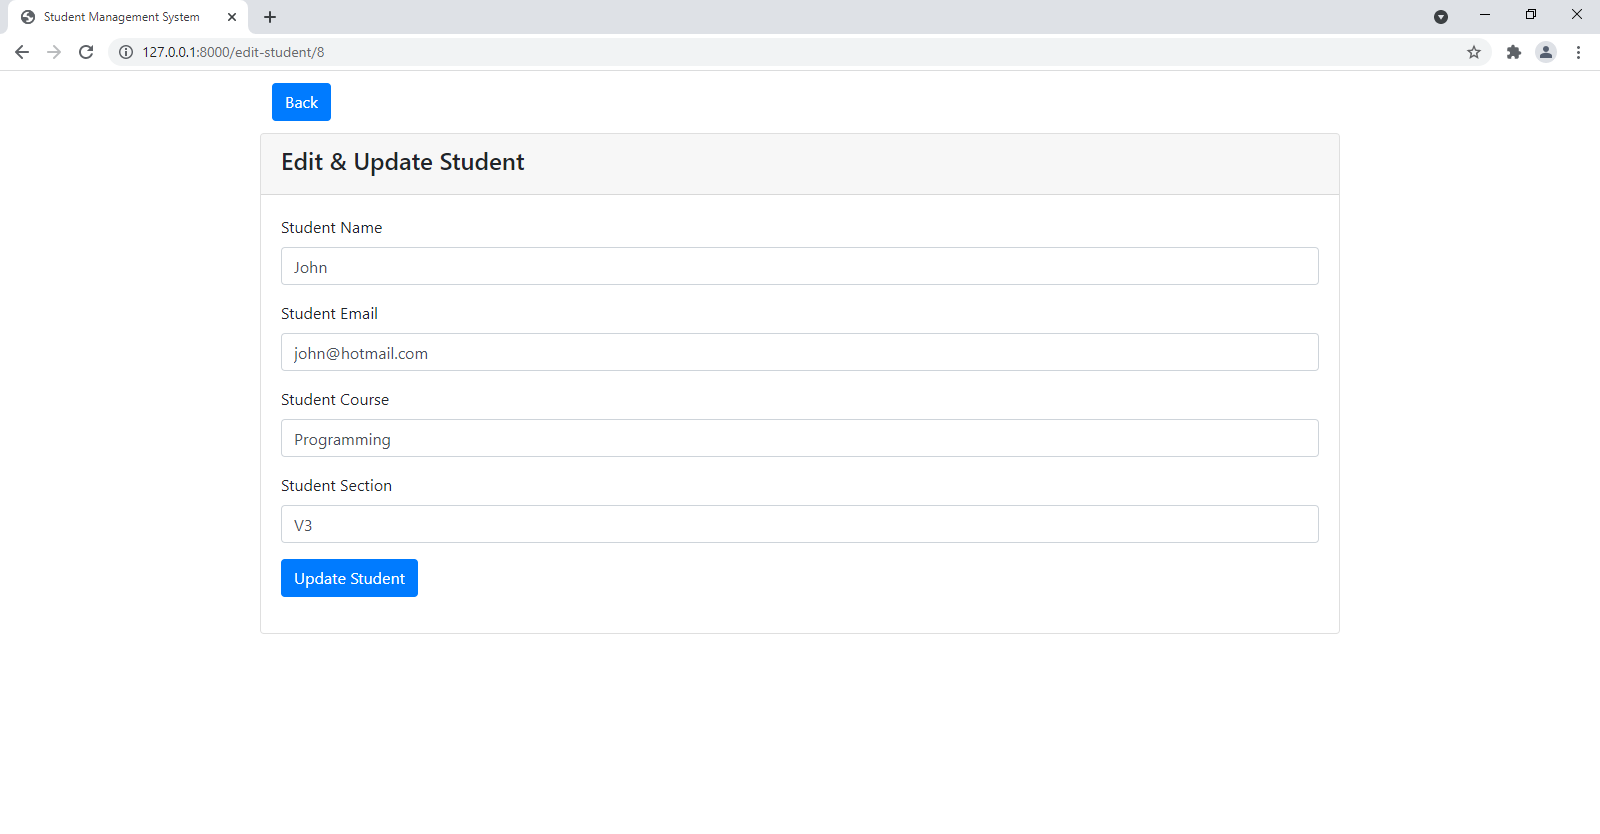 Student Management System
127.0.0.1:8000/edit-student/8
Back
Edit & Update Student
Student Name
John
Student Email
john@hotmail.com
Student Course
Programming
Student Section
V3
Update Student